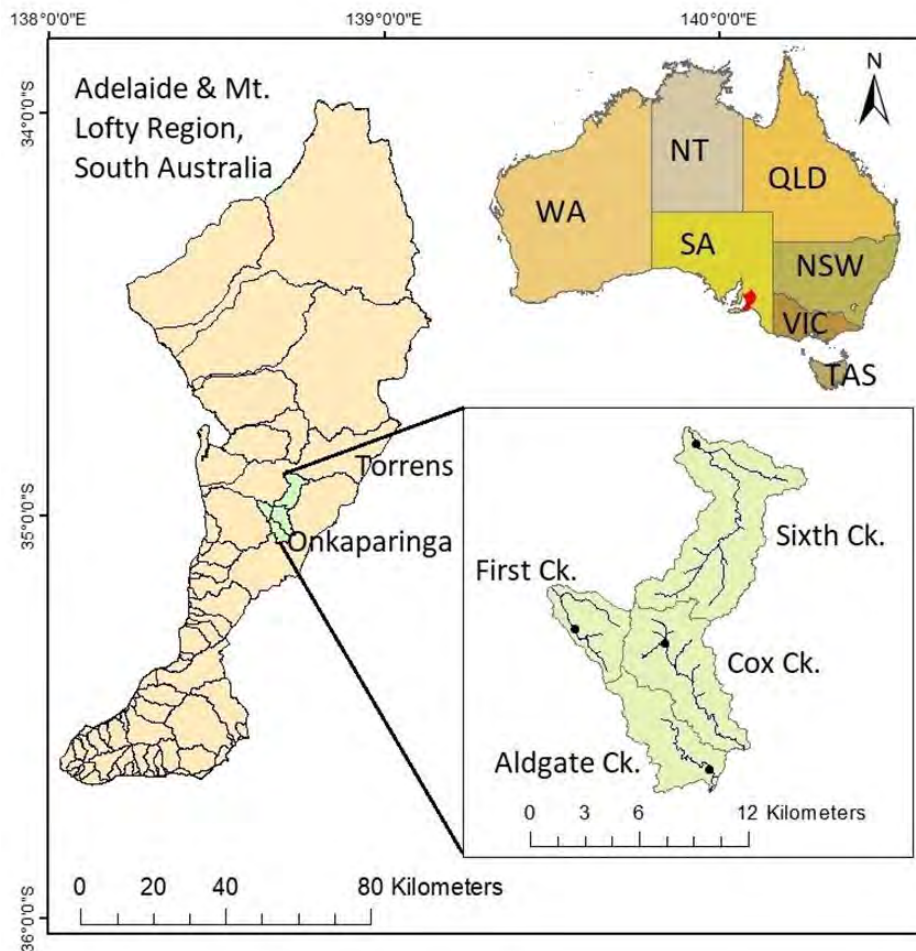 138°0'0"E
139°0'0"E
140°0'0"E
34°0'0"S
35°0'0"S
36°0'0"S
Adelaide & Mt.
Lofty Region,
South Australia
N
WA
NT
QLD
SA
NSW
VIC
TAS
Torrens
Onkaparinga
Sixth Ck.
First Ck.
Cox Ck.
Aldgate Ck.
0 3 6 12 Kilometers
0 20 40 80 Kilometers